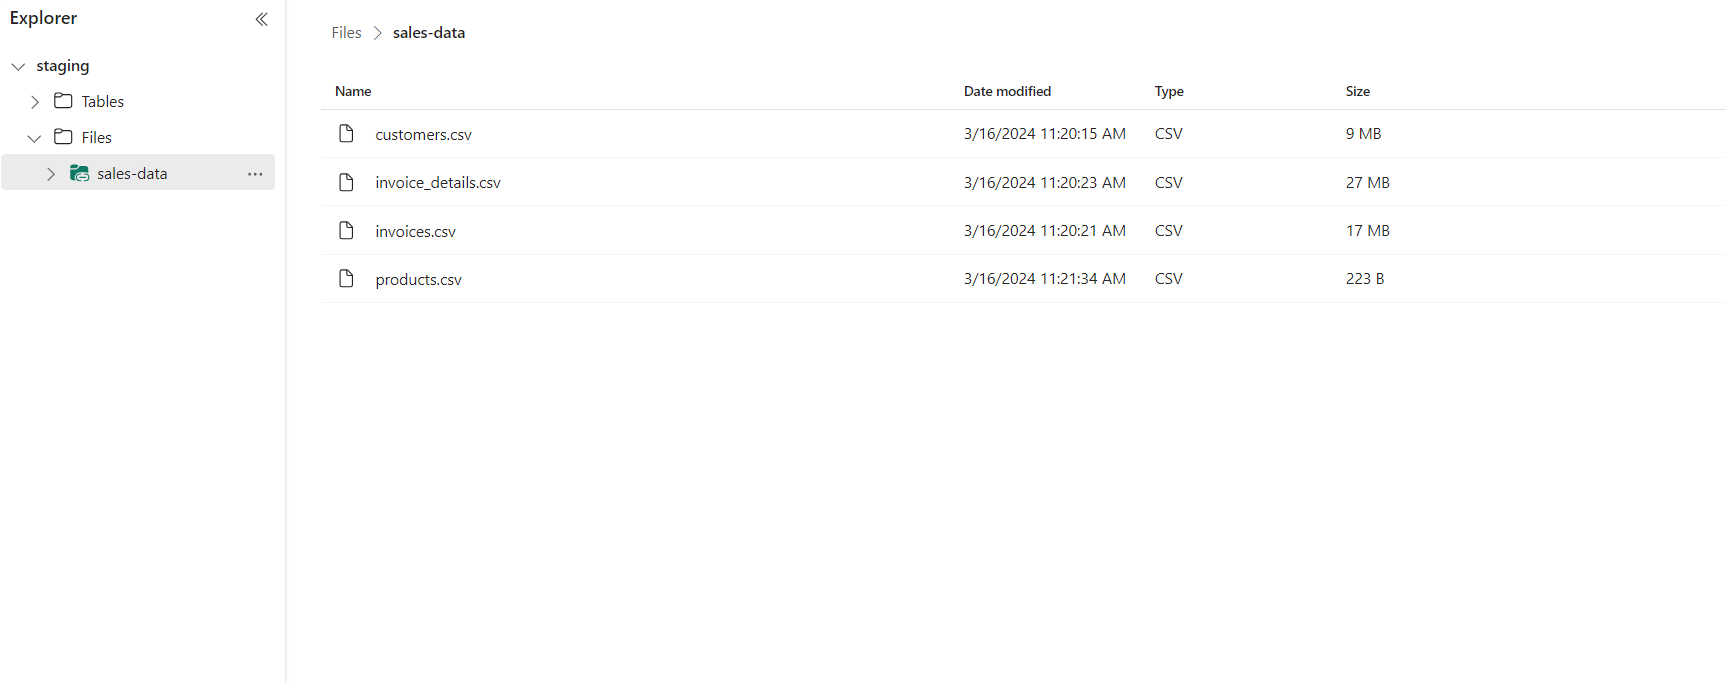 Explorer
staging
Tables
Files
sales-data
Files sales-data
Name Date modified Type Size
customers.csv 3/16/2024 11:20:15 AM CSV 9 MB
invoice_details.csv 3/16/2024 11:20:23 AM CSV 27 MB
invoices.csv 3/16/2024 11:20:21 AM CSV 17 MB
products.csv 3/16/2024 11:21:34 AM CSV 223 B